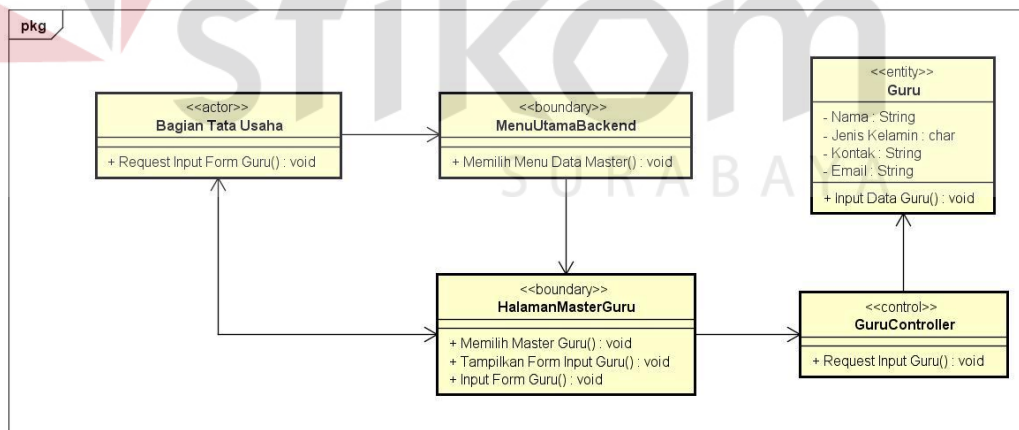 pkg
stikom
SURABAYA
<<actor>>
Bagian Tata Usaha
+ Request Input Form Guru() : void
<<boundary>>
MenuUtamaBackend
+ Memilih Menu Data Master() : void
<<entity>>
Guru
- Nama : String
- Jenis Kelamin : char
- Kontak : String
- Email : String
+ Input Data Guru() : void
<<boundary>>
HalamanMasterGuru
+ Memilih Master Guru() : void
+ Tampilkan Form Input Guru() : void
+ Input Form Guru() : void
<<control>>
GuruController
+ Request Input Guru() : void